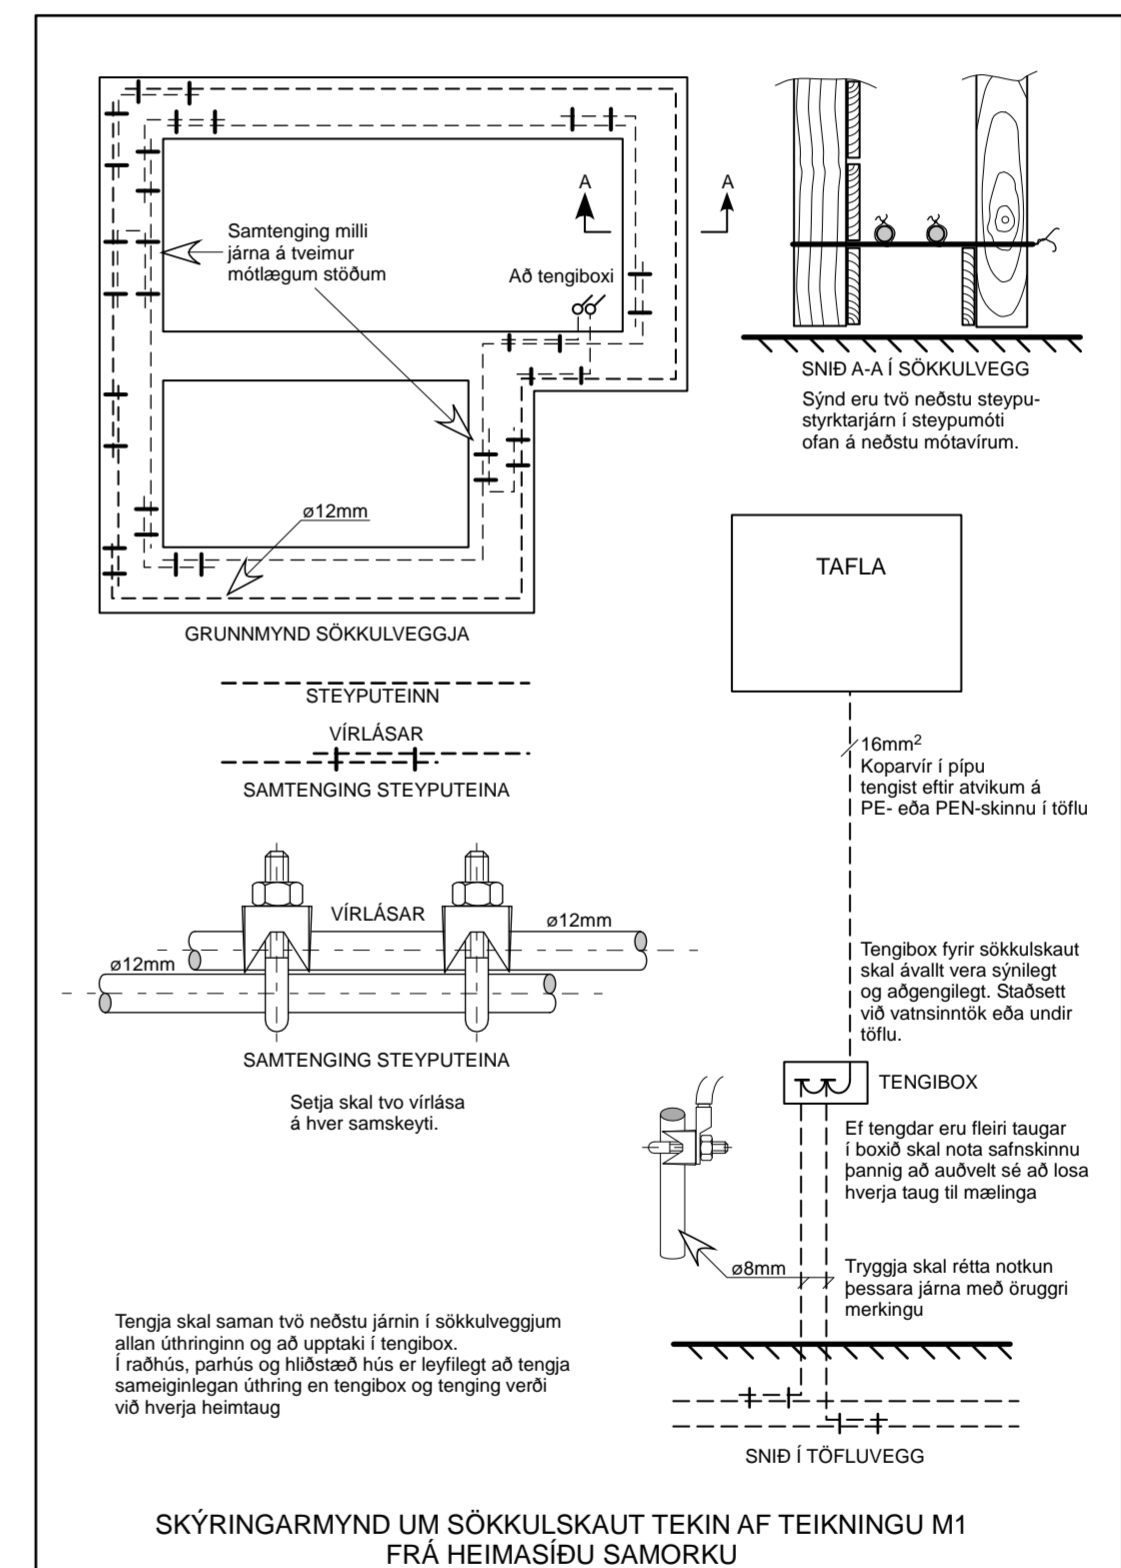 A
A
Samtenging milli
járna á tveimur
mótlægum stöðum
Að tengiboxi
ø12mm
GRUNNMYND SÖKKULVEGGJA
SNIÐ A-A Í SÖKKULVEGG
Sýnd eru tvö neðstu steypu-
styrktarjárn í steypumóti
ofan á neðstu mótavírum.
STEYPUTEINN
VÍRLÁSAR
SAMTENGING STEYPUTEINA
VÍRLÁSAR
ø12mm
ø12mm
SAMTENGING STEYPUTEINA
Setja skal tvo vírlása
á hver samskeyti.
TAFLA
16mm2
Koparvír í pípu
tengist eftir atvikum á
PE- eða PEN-skinnu í töflu
Tengibox fyrir sökkulskaut
skal ávallt vera sýnilegt
og aðgengilegt. Staðsett
við vatnsinntök eða undir
töflu.
TENGIBOX
Ef tengdar eru fleiri taugar
í boxið skal nota safnskinnu
þannig að auðvelt sé að losa
hverja taug til mælinga
ø8mm
Tryggja skal rétta notkun
þessara járna með öruggri
merkingu
SNIÐ Í TÖFLUVEGG
Tengja skal saman tvö neðstu járnin í sökkulveggjum
allan úthringinn og að upptaki í tengibox.
Í raðhús, parhús og hliðstæð hús er leyfilegt að tengja
sameiginlegan úthring en tengibox og tenging verði
við hverja heimtaug
SKÝRINGARMYND UM SÖKKULSKAUT TEKIN AF TEIKNINGU M1
FRÁ HEIMASÍÐU SAMORKU